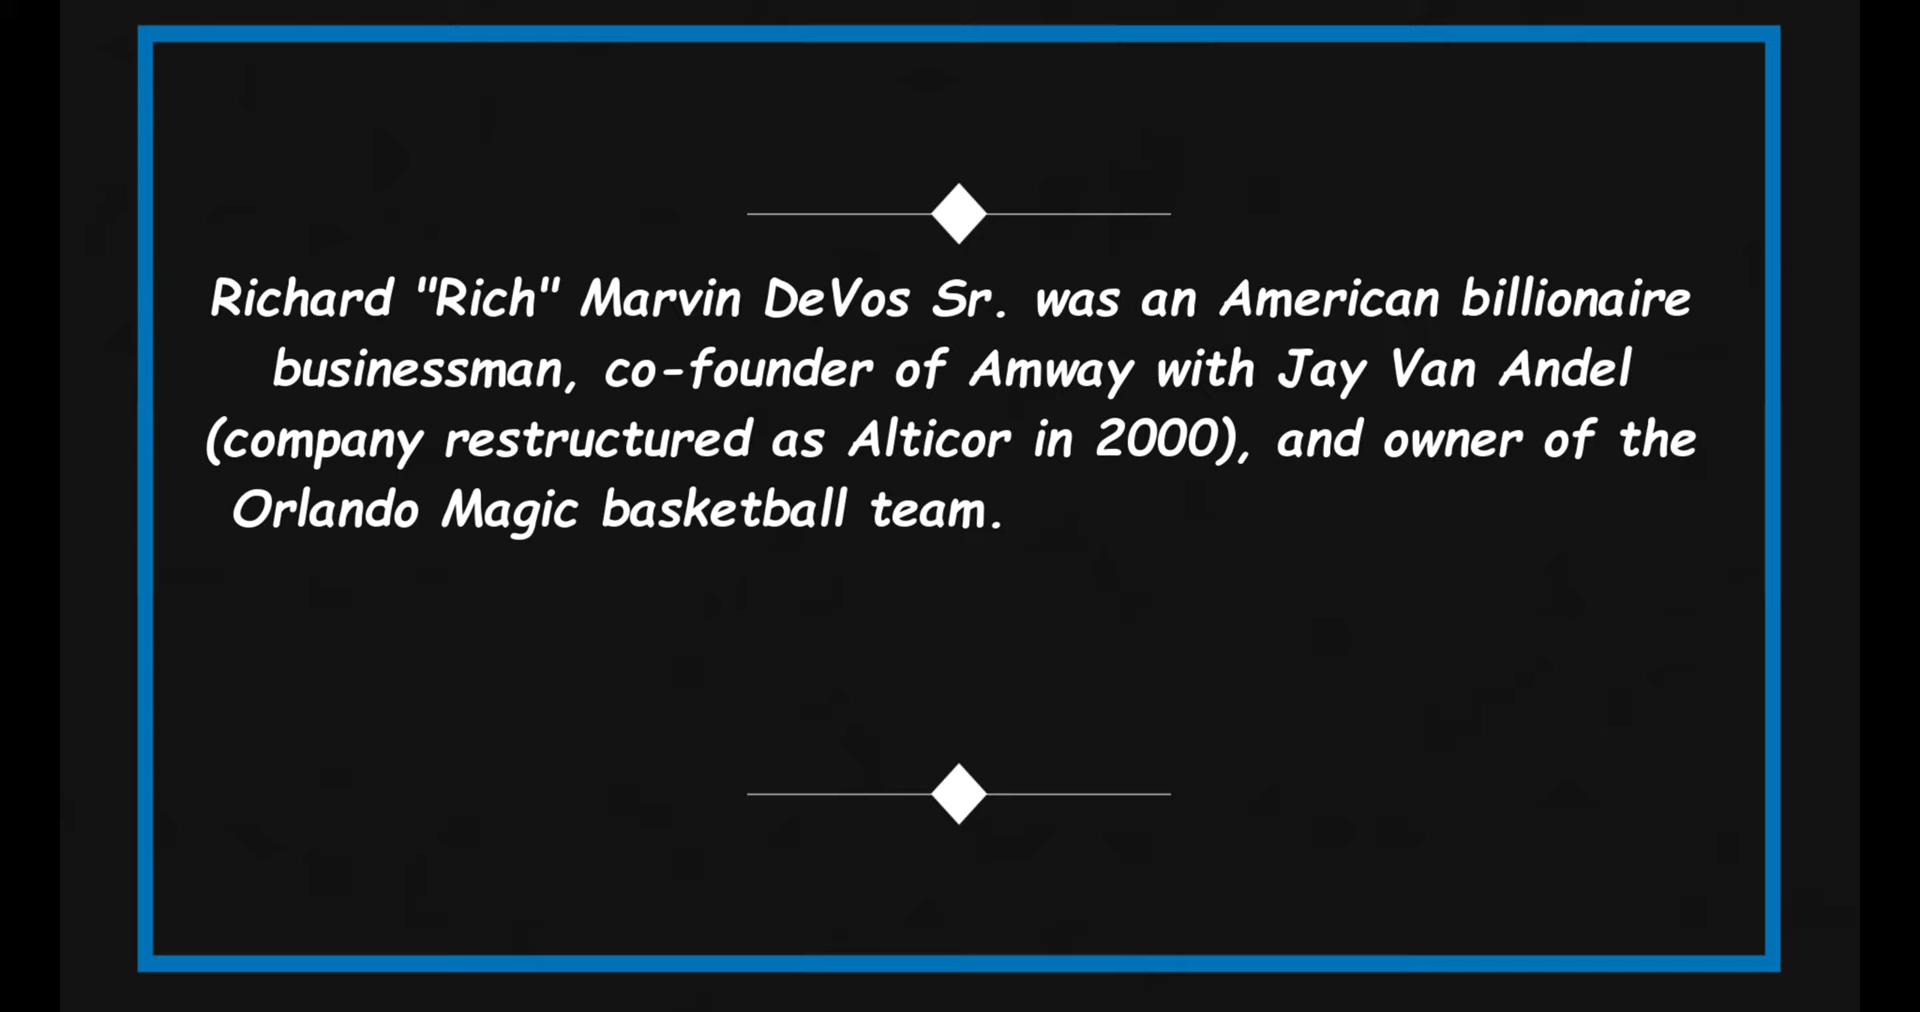 Richard "Rich" Marvin DeVos Sr. was an American billionaire
businessman, co-founder of Amway with Jay Van Andel
(company restructured as Alticor in 2000), and owner of the
Orlando Magic basketball team.